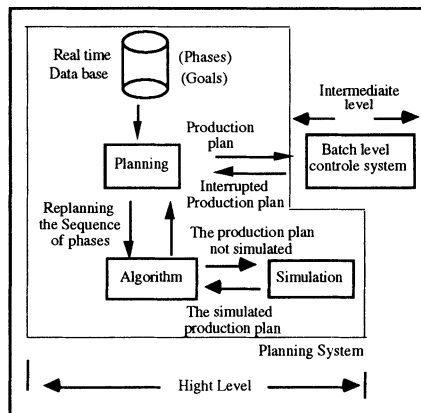 Real time
Data base
(Phases)
(Goals)
Intermediaite
level
Production
plan
Planning
Batch level
controle system
Interrupted
Production plan
Replanning
the Sequence
of phases
The production plan
not simulated
Algorithm
Simulation
The simulated
production plan
Planning System
Hight Level